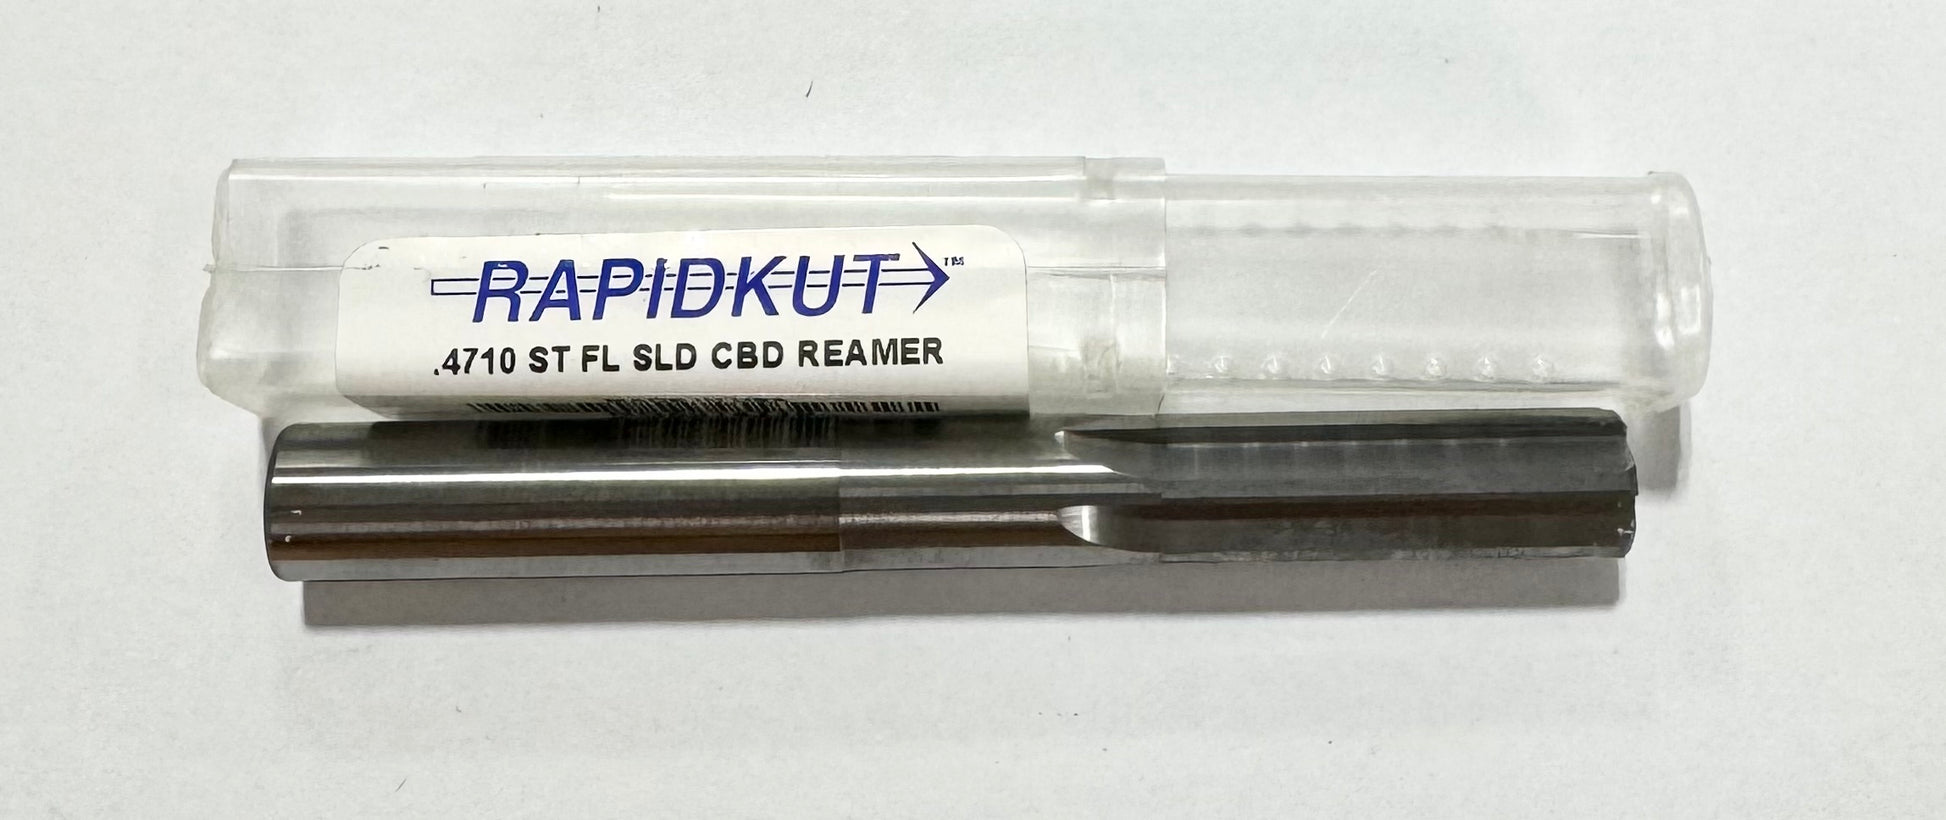 RAPIDKUT™
.4710 ST FL SLD CBD REAMER